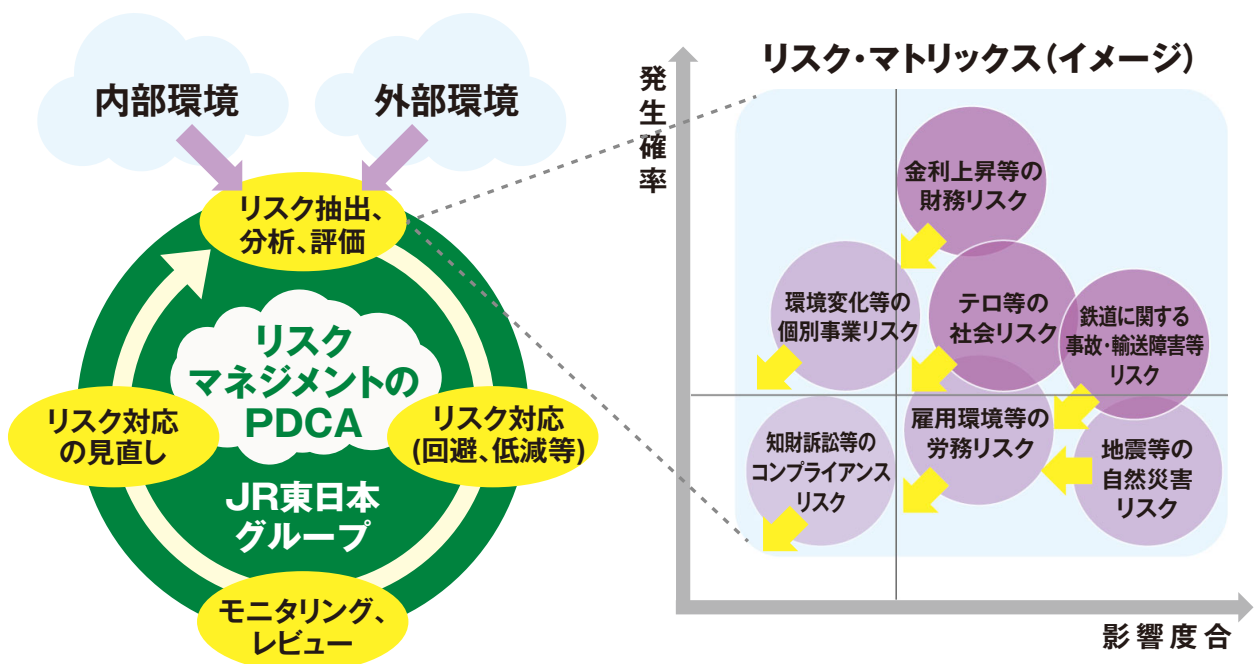 内部環境
外部環境
リスク抽出、
分析、評価
リスク
マネジメントの
PDCA
リスク対応
の見直し
リスク対応
(回避、低減等)
JR東日本
グループ
モニタリング、
レビュー
リスク・マトリックス(イメージ)
発生確率
金利上昇等の
財務リスク
環境変化等の
個別事業リスク
テロ等の
社会リスク
鉄道に関する
事故・輸送障害等
リスク
知財訴訟等の
コンプライアンス
リスク
雇用環境等の
労務リスク
地震等の
自然災害
リスク
影響度合